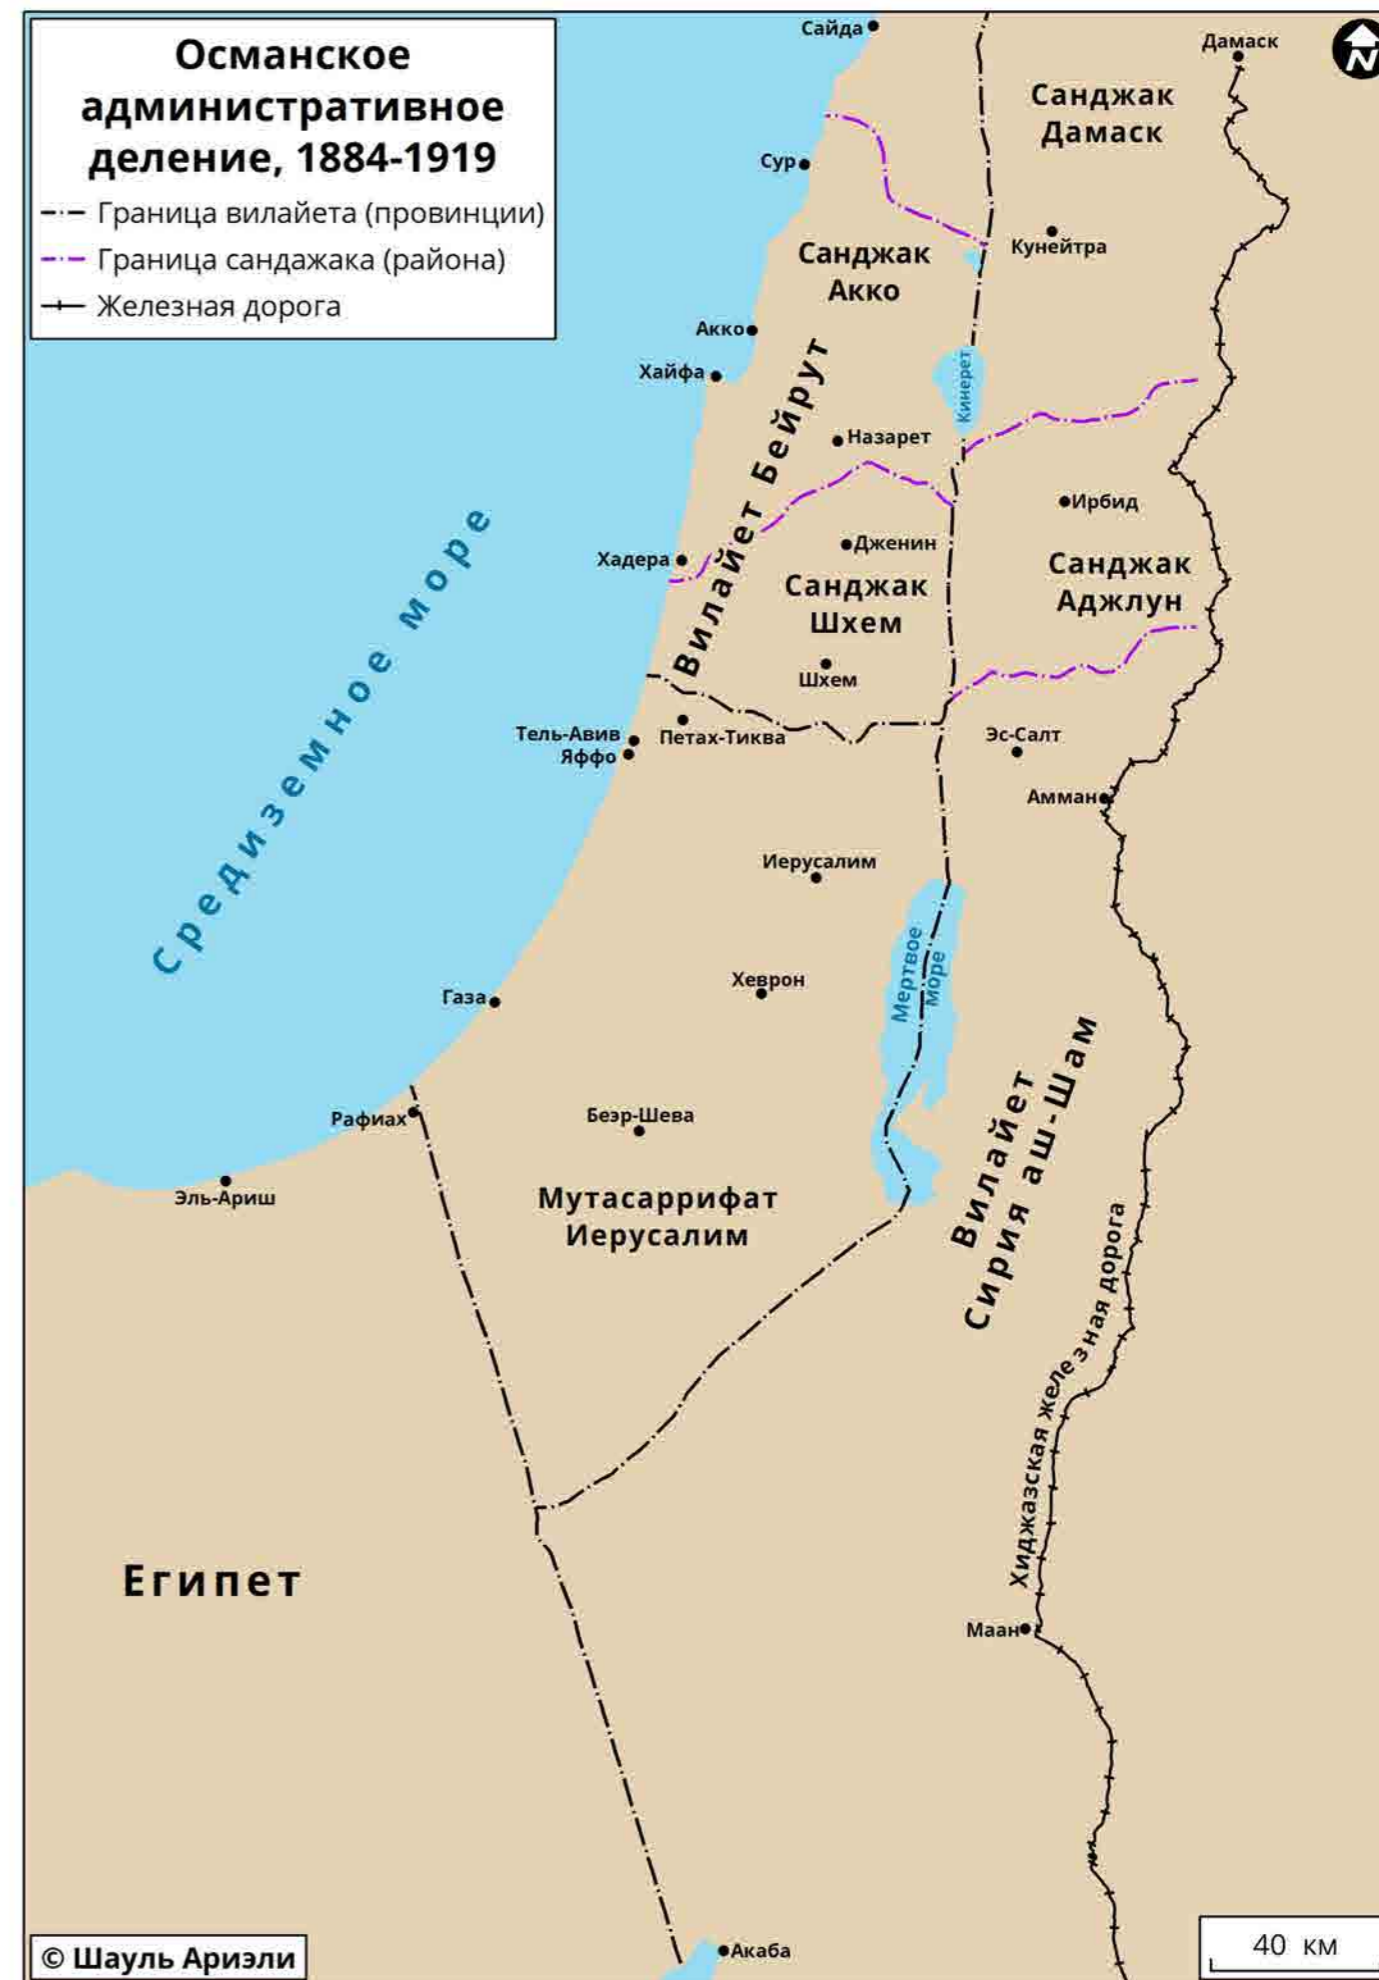 Османское
административное
деление, 1884-1919
Граница вилайета (провинции)
Граница сандажака (района)
Железная дорога
N
Сайда
Дамаск
Санджак
Дамаск
Сур
Кунейтра
Санджак
Акко
Акко
Хайфа
Кинерет
Вилайет Бейрут
Назарет
Ирбид
Дженин
Хадера
Санджак
Аджлун
Санджак
Шхем
Шхем
Средиземное море
Тель-Авив
Яффо
Петах-Тиква
Эс-Салт
Амман
Иерусалим
Мертвое
море
Хеврон
Газа
Рафиах
Беэр-Шева
Эль-Ариш
Мутасаррифат
Иерусалим
Вилайет
Сирия аш-Шам
Хиджазская железная дорога
Египет
Маан
Акаба
© Шауль Ариэли
40 км